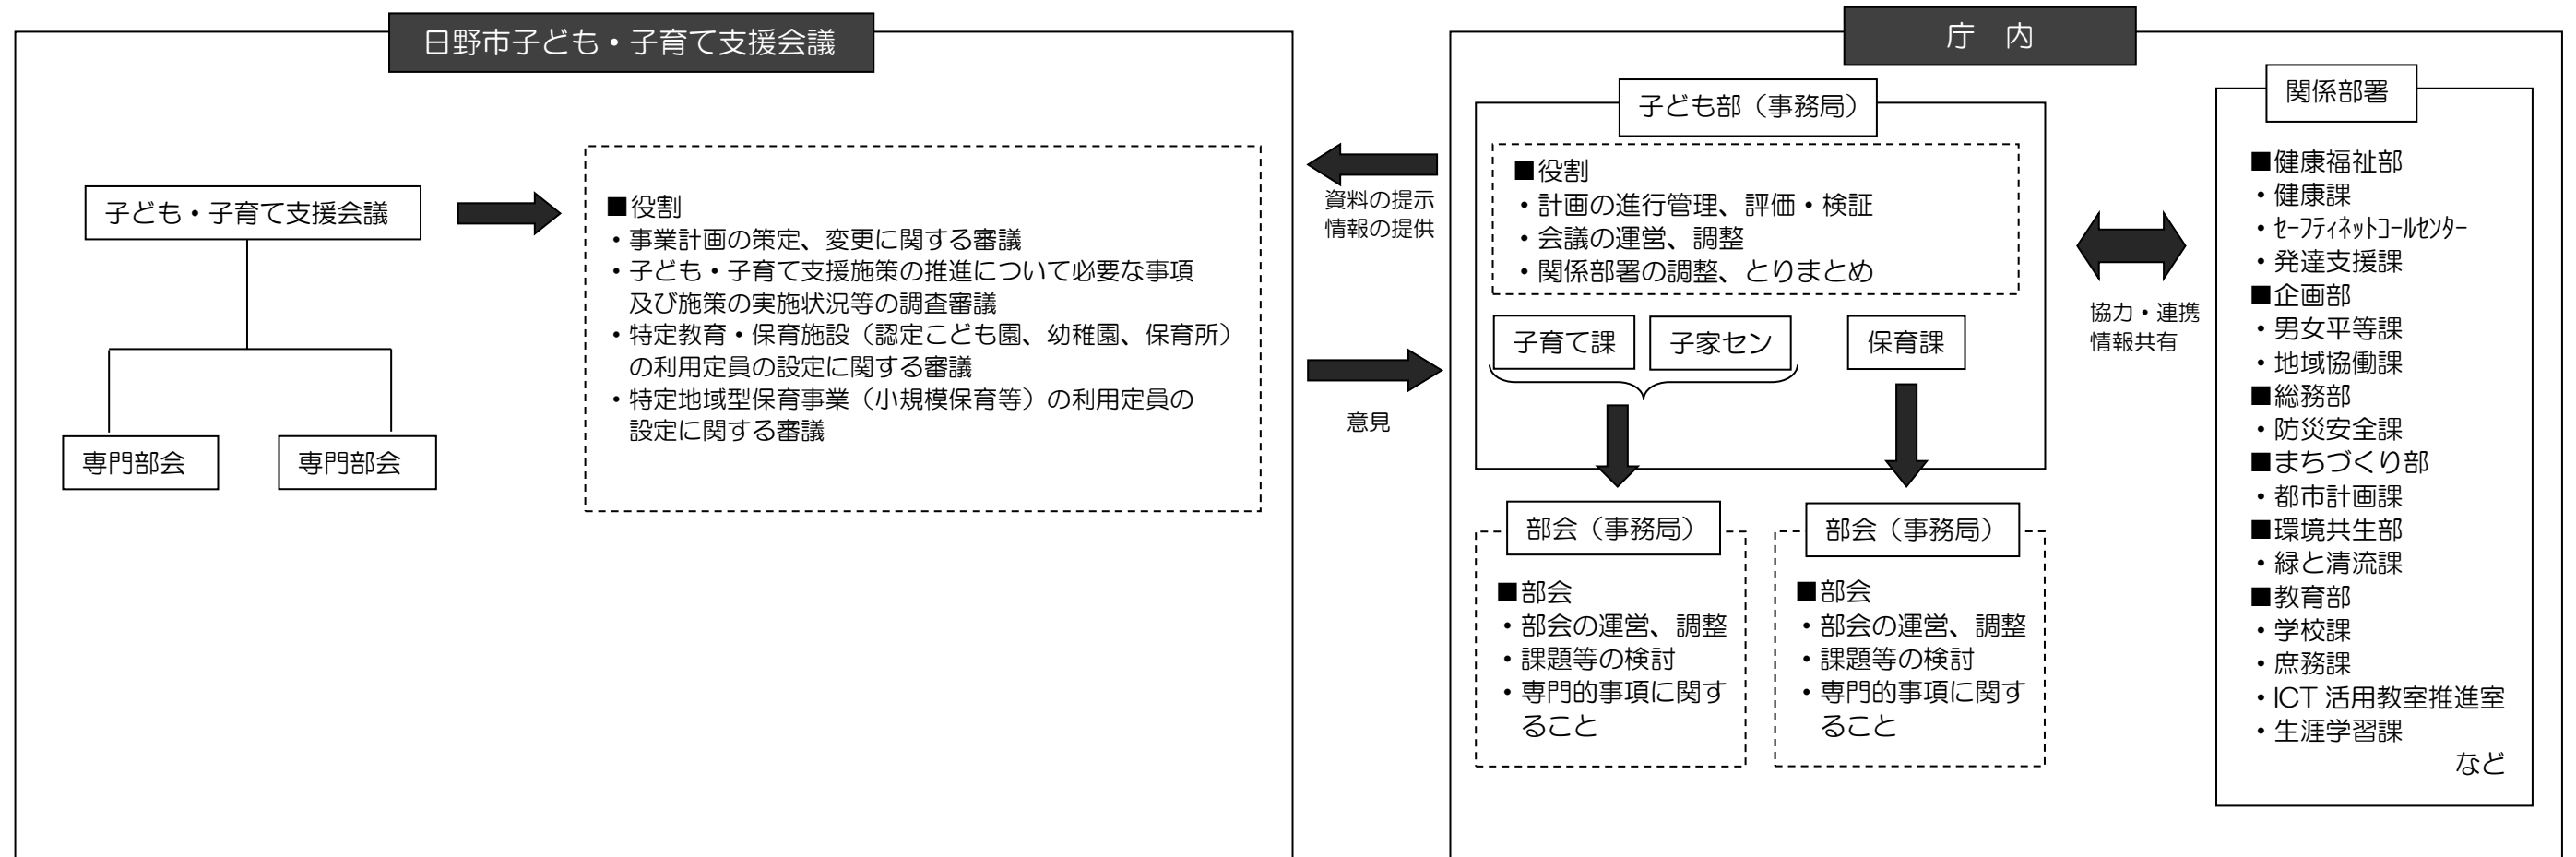 日野市子ども・子育て支援会議
子ども・子育て支援会議
専門部会
専門部会
■役割
・事業計画の策定、変更に関する審議
・子ども・子育て支援施策の推進について必要な事項
及び施策の実施状況等の調査審議
・特定教育・保育施設（認定こども園、幼稚園、保育所）
の利用定員の設定に関する審議
・特定地域型保育事業（小規模保育等）の利用定員の
設定に関する審議
資料の提示
情報の提供
意見
庁　内
子ども部（事務局）
■役割
・計画の進行管理、評価・検証
・会議の運営、調整
・関係部署の調整、とりまとめ
子育て課
子家セン
保育課
部会（事務局）
■部会
・部会の運営、調整
・課題等の検討
・専門的事項に関す
ること
部会（事務局）
■部会
・部会の運営、調整
・課題等の検討
・専門的事項に関す
ること
協力・連携
情報共有
関係部署
■健康福祉部
・健康課
・ｾｰﾌﾃｨﾈｯﾄｺｰﾙｾﾝﾀｰ
・発達支援課
■企画部
・男女平等課
・地域協働課
■総務部
・防災安全課
■まちづくり部
・都市計画課
■環境共生部
・緑と清流課
■教育部
・学校課
・庶務課
・ICT 活用教室推進室
・生涯学習課
など